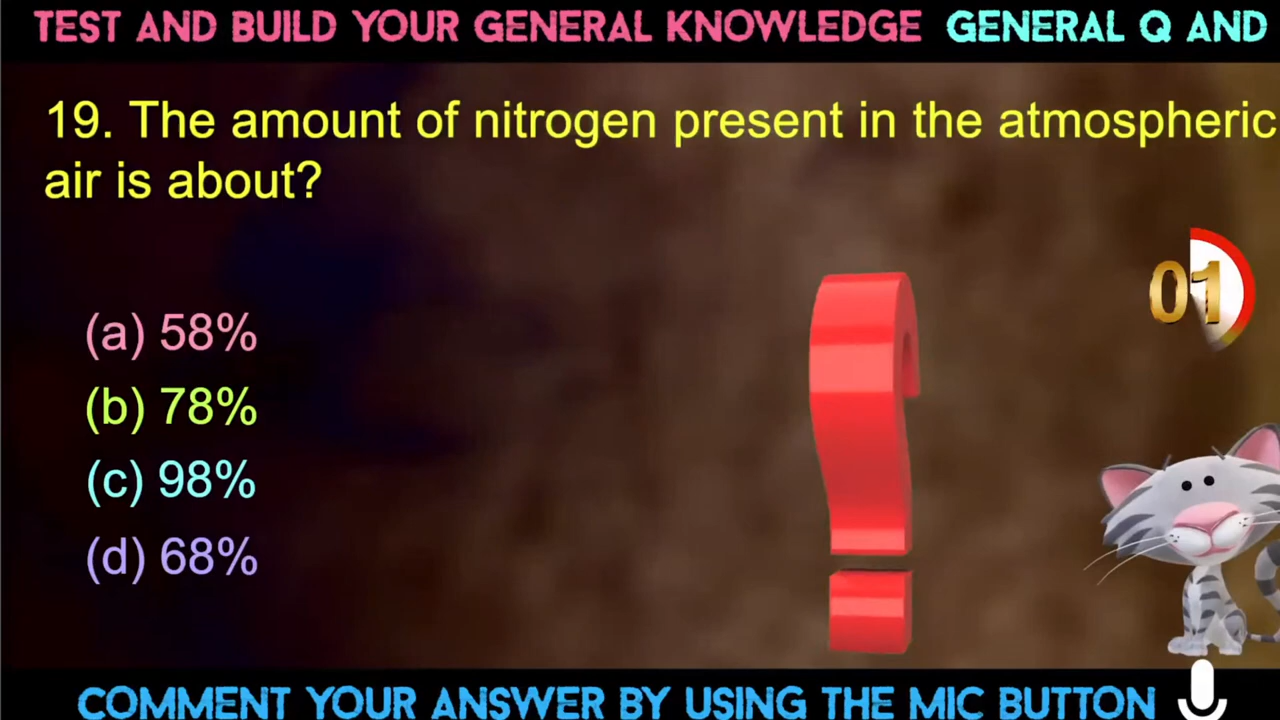 TEST AND BUILD YOUR GENERAL KNOWLEDGE GENERAL Q AND
19. The amount of nitrogen present in the atmospheric
air is about?
01
(a) 58%
(b) 78%
(c) 98%
(d) 68%
COMMENT YOUR ANSWER BY USING THE MIC BUTTON